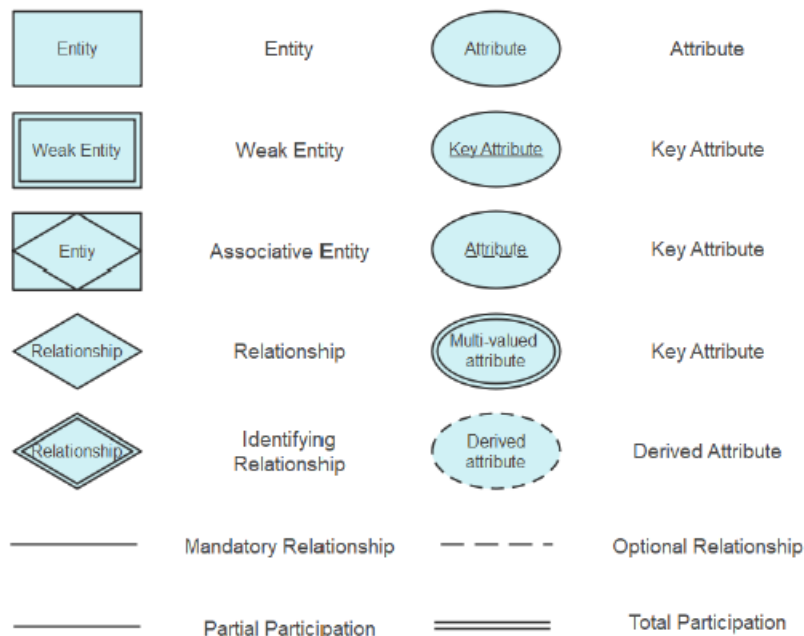 Entity Entity Attribute Attribute
Weak Entity Weak Entity Key Attribute Key Attribute
Entiy Associative Entity Attribute Key Attribute
Relationship Relationship Multi-valued attribute Key Attribute
Relationship Identifying Relationship Derived attribute Derived Attribute
Mandatory Relationship Optional Relationship
Partial Participation Total Participation